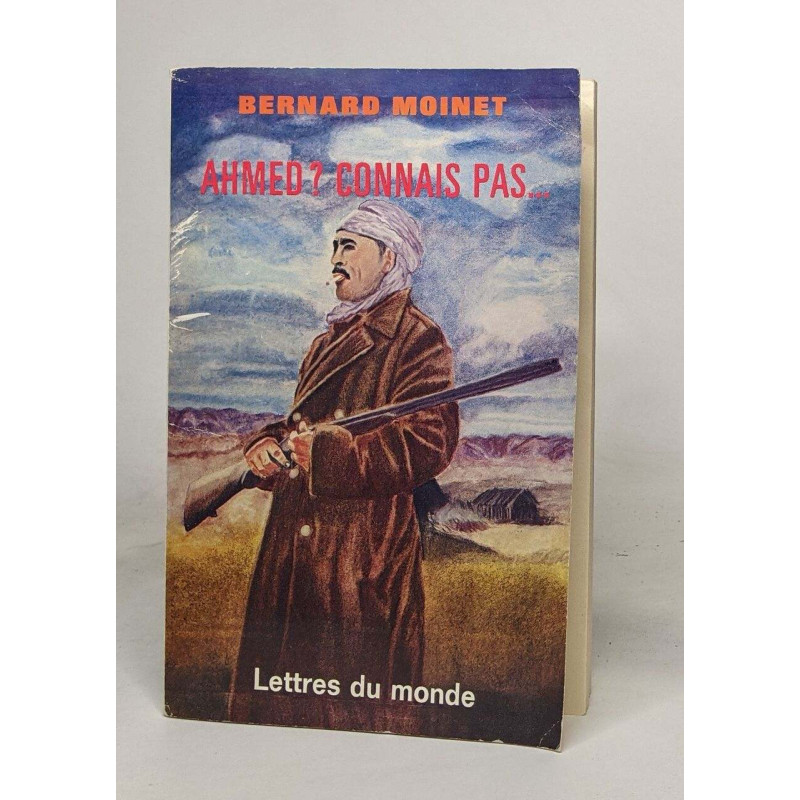 BERNARD MOINET
AHMED? CONNAIS PAS...
Lettres du monde